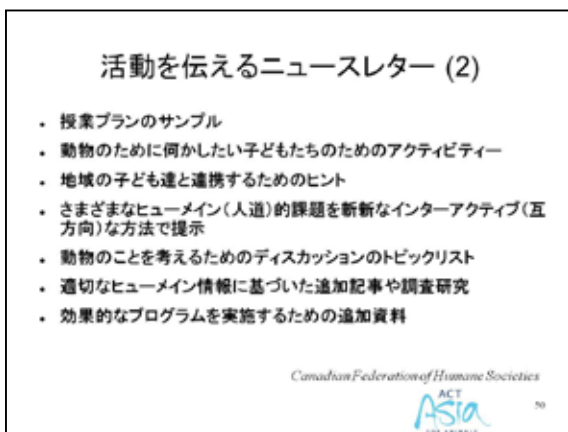 活動を伝えるニュースレター (2)
• 授業プランのサンプル
• 動物のために何かしたい子どもたちのためのアクティビティー
• 地域の子ども達と連携するためのヒント
• さまざまなヒューメイン(人道)的課題を斬新なインターアクティブ(双
方向)な方法で提示
• 動物のことを考えるためのディスカッションのトピックリスト
• 適切なヒューメイン情報に基づいた追加記事や調査研究
• 効果的なプログラムを実施するための追加資料
Canadian Federation of Humane Societies
ACT
Asia
FOR ANIMALS
50